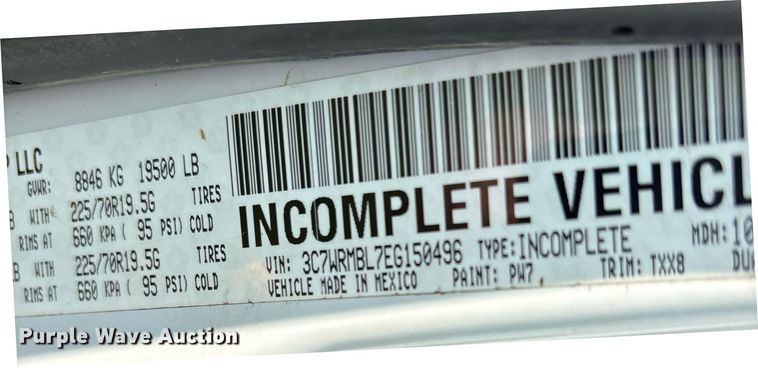 P LLC
GVWR: 8846 KG 19500 LB
B WITH 225/70R19.5G TIRES
RIMS AT 660 KPA ( 95 PSI) COLD
LB WITH 225/70R19.5G TIRES
RIMS AT 660 KPA ( 95 PSI) COLD
INCOMPLETE VEHICL
VIN: 3C7WRMBL7EG150496 TYPE: INCOMPLETE MDH: 10
VEHICLE MADE IN MEXICO PAINT: PW7 TRIM: TXX8 DU
Purple Wave Auction